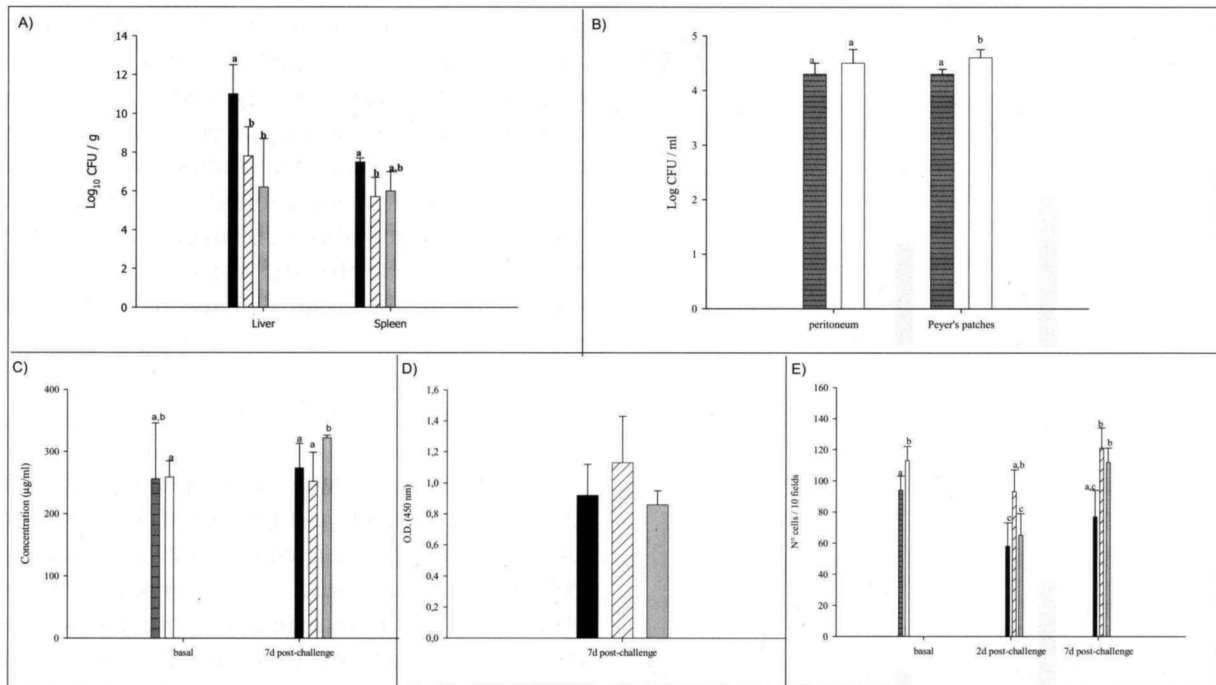 A)
14
12
10
8
6
4
2
0
Log10 CFU / g
a
b
b
a
b
a,b
Liver
Spleen
B)
5
4
3
2
1
0
Log CFU / ml
a
a
a
b
peritoneum
Peyer's patches
C)
400
300
200
100
0
Concentration (µg/ml)
a,b
a
a
a
b
basal
7d post-challenge
D)
1,6
1,4
1,2
1,0
0,8
0,6
0,4
0,2
0,0
O.D. (450 nm)
7d post-challenge
E)
160
140
120
100
80
60
40
20
0
N° cells / 10 fields
a
b
c
a,b
c
a,c
b
b
basal
2d post-challenge
7d post-challenge